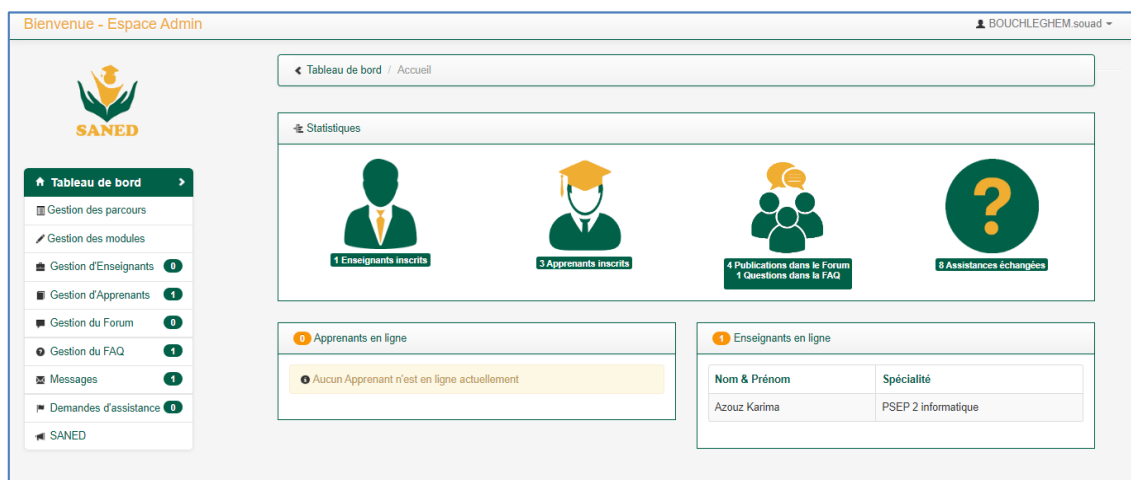 Bienvenue - Espace Admin
BOUCHLEGHEM.souad
SANED
Tableau de bord / Accueil
Statistiques
1 Enseignants inscrits
3 Apprenants inscrits
4 Publications dans le Forum
1 Questions dans la FAQ
8 Assistances échangées
Tableau de bord
Gestion des parcours
Gestion des modules
Gestion d'Enseignants 0
Gestion d'Apprenants 1
Gestion du Forum 0
Gestion du FAQ 1
Messages 1
Demandes d'assistance 0
SANED
0 Apprenants en ligne
Aucun Apprenant n'est en ligne actuellement
1 Enseignants en ligne
Nom & Prénom Spécialité
Azouz Karima PSEP 2 informatique